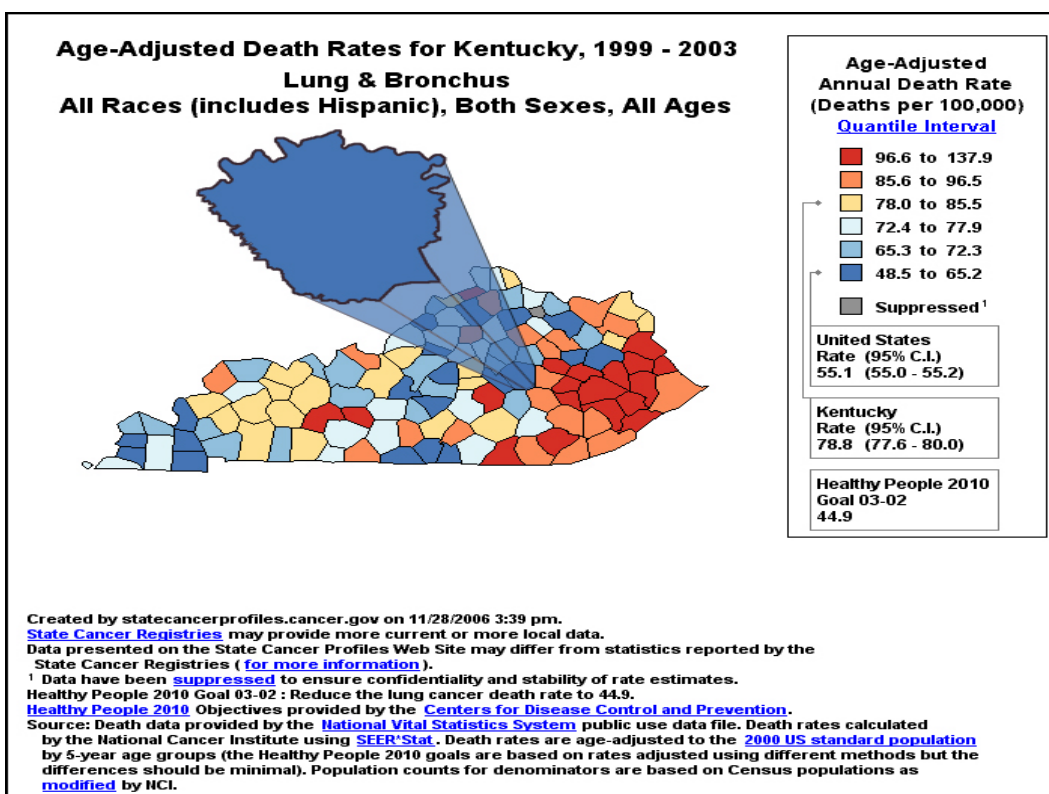 Age-Adjusted Death Rates for Kentucky, 1999 - 2003
Lung & Bronchus
All Races (includes Hispanic), Both Sexes, All Ages
Age-Adjusted
Annual Death Rate
(Deaths per 100,000)
Quantile Interval
96.6 to 137.9
85.6 to 96.5
78.0 to 85.5
72.4 to 77.9
65.3 to 72.3
48.5 to 65.2
Suppressed ¹
United States
Rate (95% C.I.)
55.1 (55.0 - 55.2)
Kentucky
Rate (95% C.I.)
78.8 (77.6 - 80.0)
Healthy People 2010
Goal 03-02
44.9
Created by statecancerprofiles.cancer.gov on 11/28/2006 3:39 pm.
State Cancer Registries may provide more current or more local data.
Data presented on the State Cancer Profiles Web Site may differ from statistics reported by the
State Cancer Registries ( for more information ).
¹ Data have been suppressed to ensure confidentiality and stability of rate estimates.
Healthy People 2010 Goal 03-02 : Reduce the lung cancer death rate to 44.9.
Healthy People 2010 Objectives provided by the Centers for Disease Control and Prevention.
Source: Death data provided by the National Vital Statistics System public use data file. Death rates calculated
by the National Cancer Institute using SEER*Stat. Death rates are age-adjusted to the 2000 US standard population
by 5-year age groups (the Healthy People 2010 goals are based on rates adjusted using different methods but the
differences should be minimal). Population counts for denominators are based on Census populations as
modified by NCI.